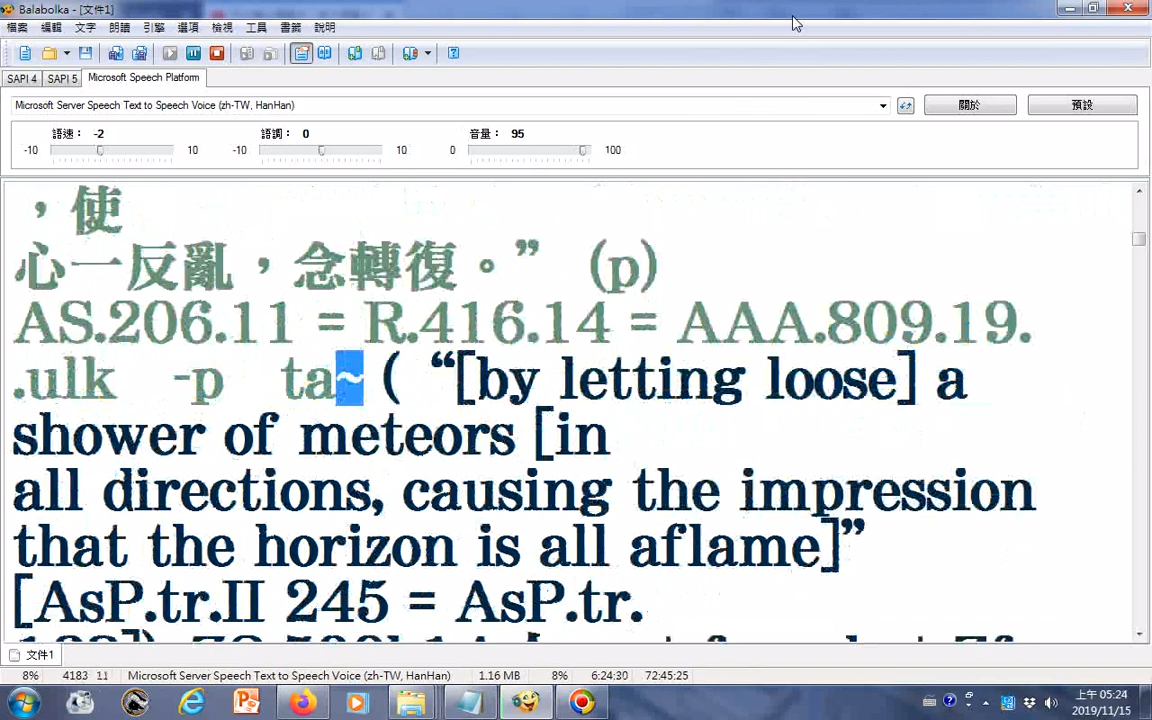 Balabolka - [文件1]
檔案 編輯 文字 朗讀 引擎 選項 檢視 工具 書籤 說明
SAPI 4 SAPI 5 Microsoft Speech Platform
Microsoft Server Speech Text to Speech Voice (zh-TW, HanHan) 關於 預設
語速： -2 語調： 0 音量： 95
-10 10 -10 10 0 100
，使
心一反亂，念轉復。” (p)
AS.206.11 = R.416.14 = AAA.809.19.
.ulk -p ta~ ( “[by letting loose] a
shower of meteors [in
all directions, causing the impression
that the horizon is all aflame]”
[AsP.tr.II 245 = AsP.tr.
文件1
8% 4183 11 Microsoft Server Speech Text to Speech Voice (zh-TW, HanHan) 1.16 MB 8% 6:24:30 72:45:25
上午 05:24
2019/11/15